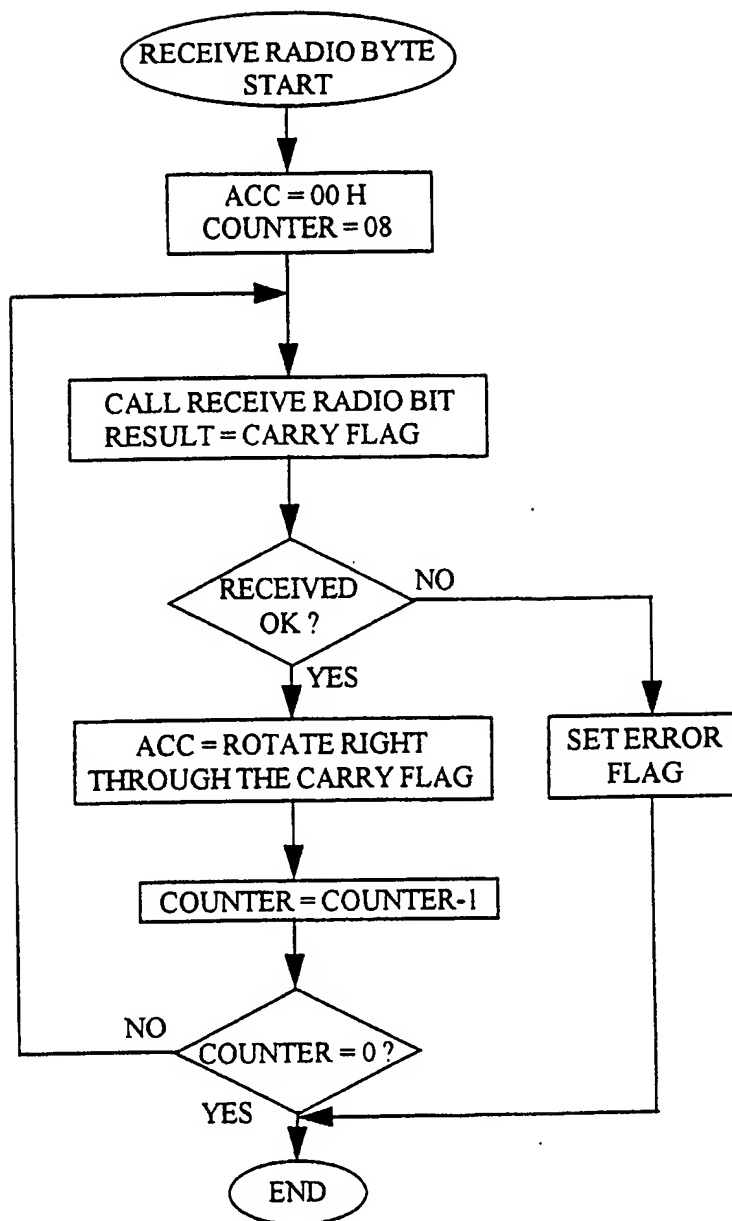 RECEIVE RADIO BYTE
START
ACC = 00 H
COUNTER = 08
CALL RECEIVE RADIO BIT
RESULT = CARRY FLAG
RECEIVED
OK ?
NO
YES
ACC = ROTATE RIGHT
THROUGH THE CARRY FLAG
SET ERROR
FLAG
COUNTER = COUNTER-1
NO
COUNTER = 0 ?
YES
END